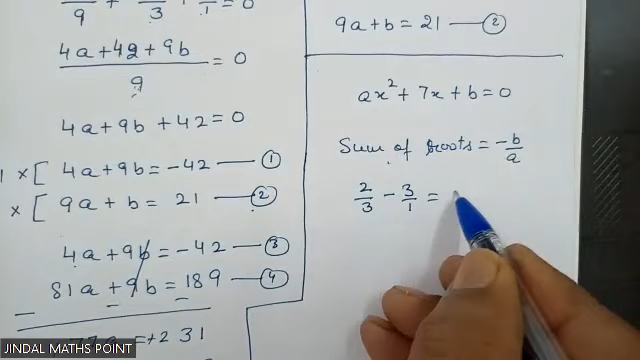 4a + 42 + 9b / 9 = 0
4a + 9b + 42 = 0
1 × [ 4a + 9b = -42 —— ①
× [ 9a + b = 21 —— ②
4a + 9b = -42 —— ③
81a + 9b = 189 —— ④
= +231
9a + b = 21 —— ②
ax² + 7x + b = 0
Sum of roots = -b/a
2/3 - 3/1 =
JINDAL MATHS POINT